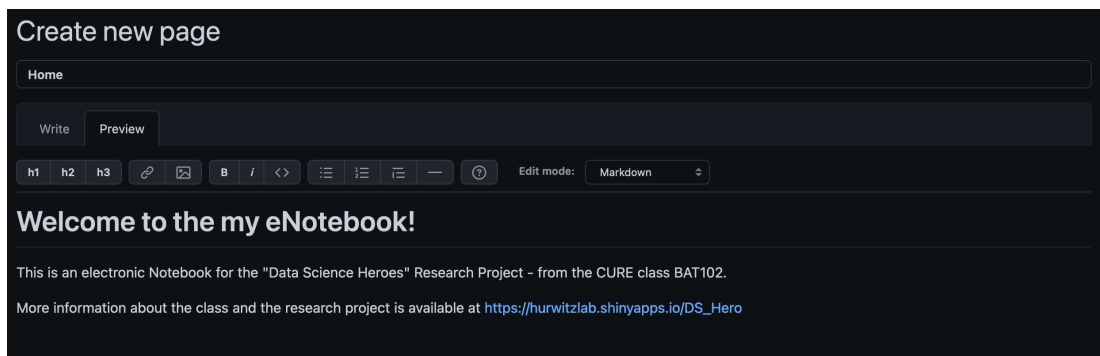 Create new page
Home
Write Preview
h1 h2 h3 B i <> Edit mode: Markdown
Welcome to the my eNotebook!
This is an electronic Notebook for the "Data Science Heroes" Research Project - from the CURE class BAT102.
More information about the class and the research project is available at https://hurwitzlab.shinyapps.io/DS_Hero